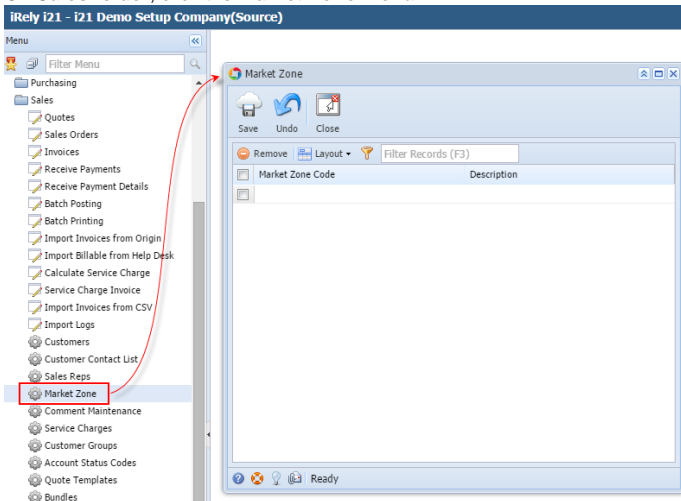 iRely i21 - i21 Demo Setup Company(Source)
Menu
Filter Menu
Purchasing
Sales
Quotes
Sales Orders
Invoices
Receive Payments
Receive Payment Details
Batch Posting
Batch Printing
Import Invoices from Origin
Import Billable from Help Desk
Calculate Service Charge
Service Charge Invoice
Import Invoices from CSV
Import Logs
Customers
Customer Contact List
Sales Reps
Market Zone
Comment Maintenance
Service Charges
Customer Groups
Account Status Codes
Quote Templates
Bundles
Market Zone
Save Undo Close
Remove Layout Filter Records (F3)
Market Zone Code Description
Ready